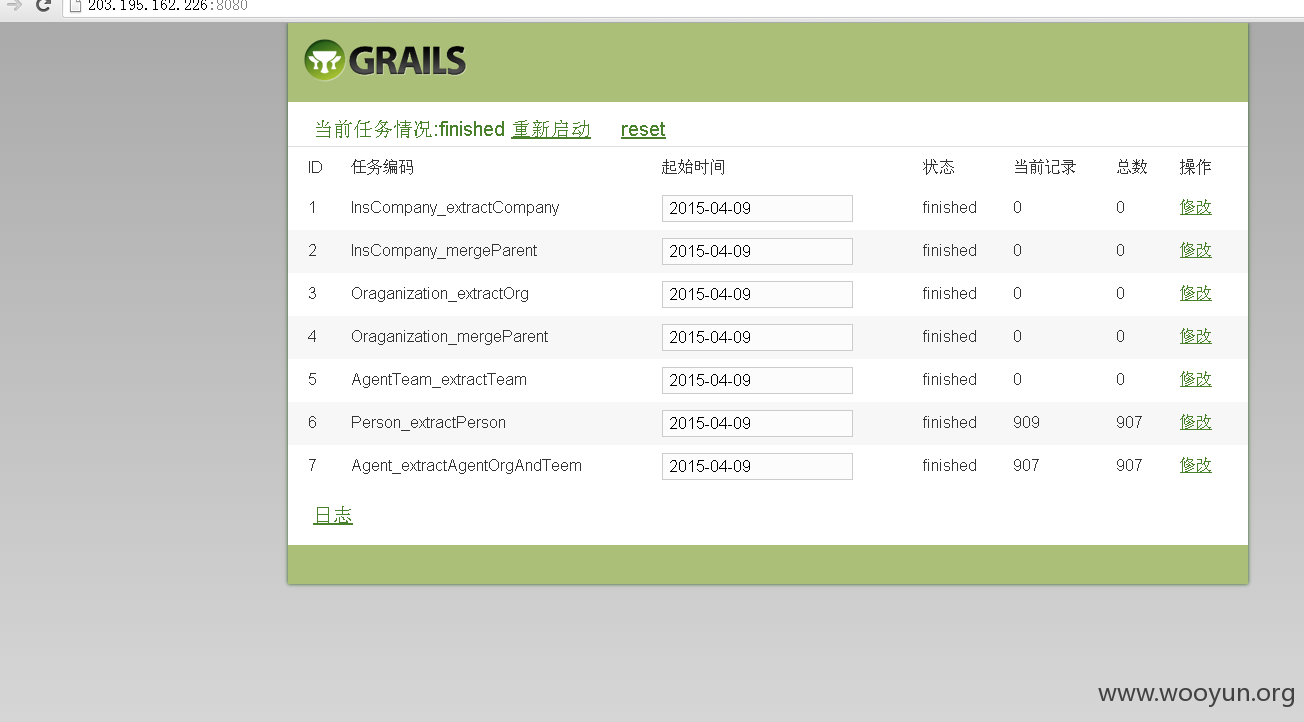 203.195.162.226:8080
GRAILS
当前任务情况:finished 重新启动 reset
ID 任务编码 起始时间 状态 当前记录 总数 操作
1 InsCompany_extractCompany 2015-04-09 finished 0 0 修改
2 InsCompany_mergeParent 2015-04-09 finished 0 0 修改
3 Oraganization_extractOrg 2015-04-09 finished 0 0 修改
4 Oraganization_mergeParent 2015-04-09 finished 0 0 修改
5 AgentTeam_extractTeam 2015-04-09 finished 0 0 修改
6 Person_extractPerson 2015-04-09 finished 909 907 修改
7 Agent_extractAgentOrgAndTeem 2015-04-09 finished 907 907 修改
日志
www.wooyun.org